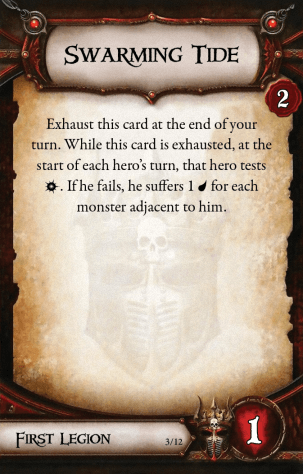 Swarming Tide
2
Exhaust this card at the end of your
turn. While this card is exhausted, at the
start of each hero's turn, that hero tests
. If he fails, he suffers 1 for each
monster adjacent to him.
First Legion
3/12
1